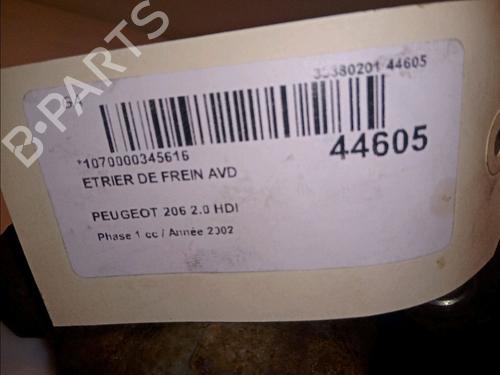 35380201 44605
*1070000345616
44605
ETRIER DE FREIN AVD
PEUGEOT 206 2.0 HDI
Phase 1 cc / Année 2002
B-PARTS